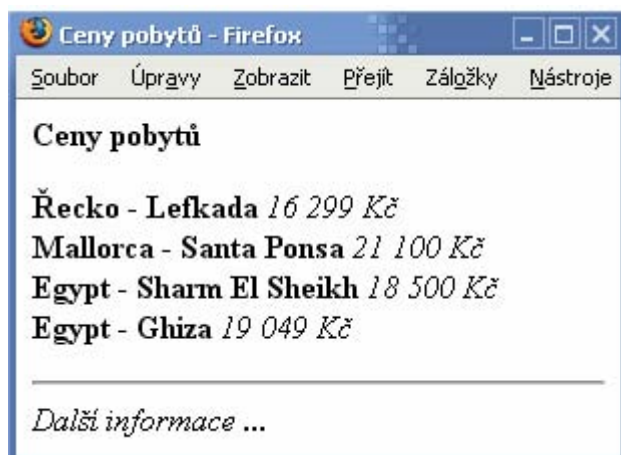 Ceny pobytů - Firefox
Soubor Úpravy Zobrazit Přejít Záložky Nástroje
Ceny pobytů
Řecko - Lefkada 16 299 Kč
Mallorca - Santa Ponsa 21 100 Kč
Egypt - Sharm El Sheikh 18 500 Kč
Egypt - Ghiza 19 049 Kč
Další informace ...